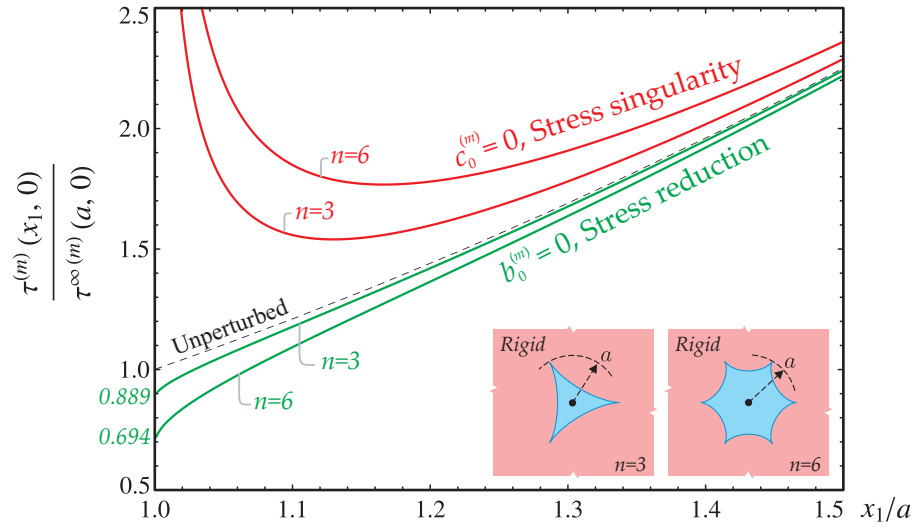 2.5
2.0
1.5
1.0
0.889
0.694
0.5
τ^(m)(x₁, 0)
τ^∞(m)(a, 0)
c₀^(m)=0, Stress singularity
b₀^(m)=0, Stress reduction
n=6
n=3
Unperturbed
n=3
n=6
Rigid
a
n=3
Rigid
a
n=6
1.0
1.1
1.2
1.3
1.4
1.5
x₁/a